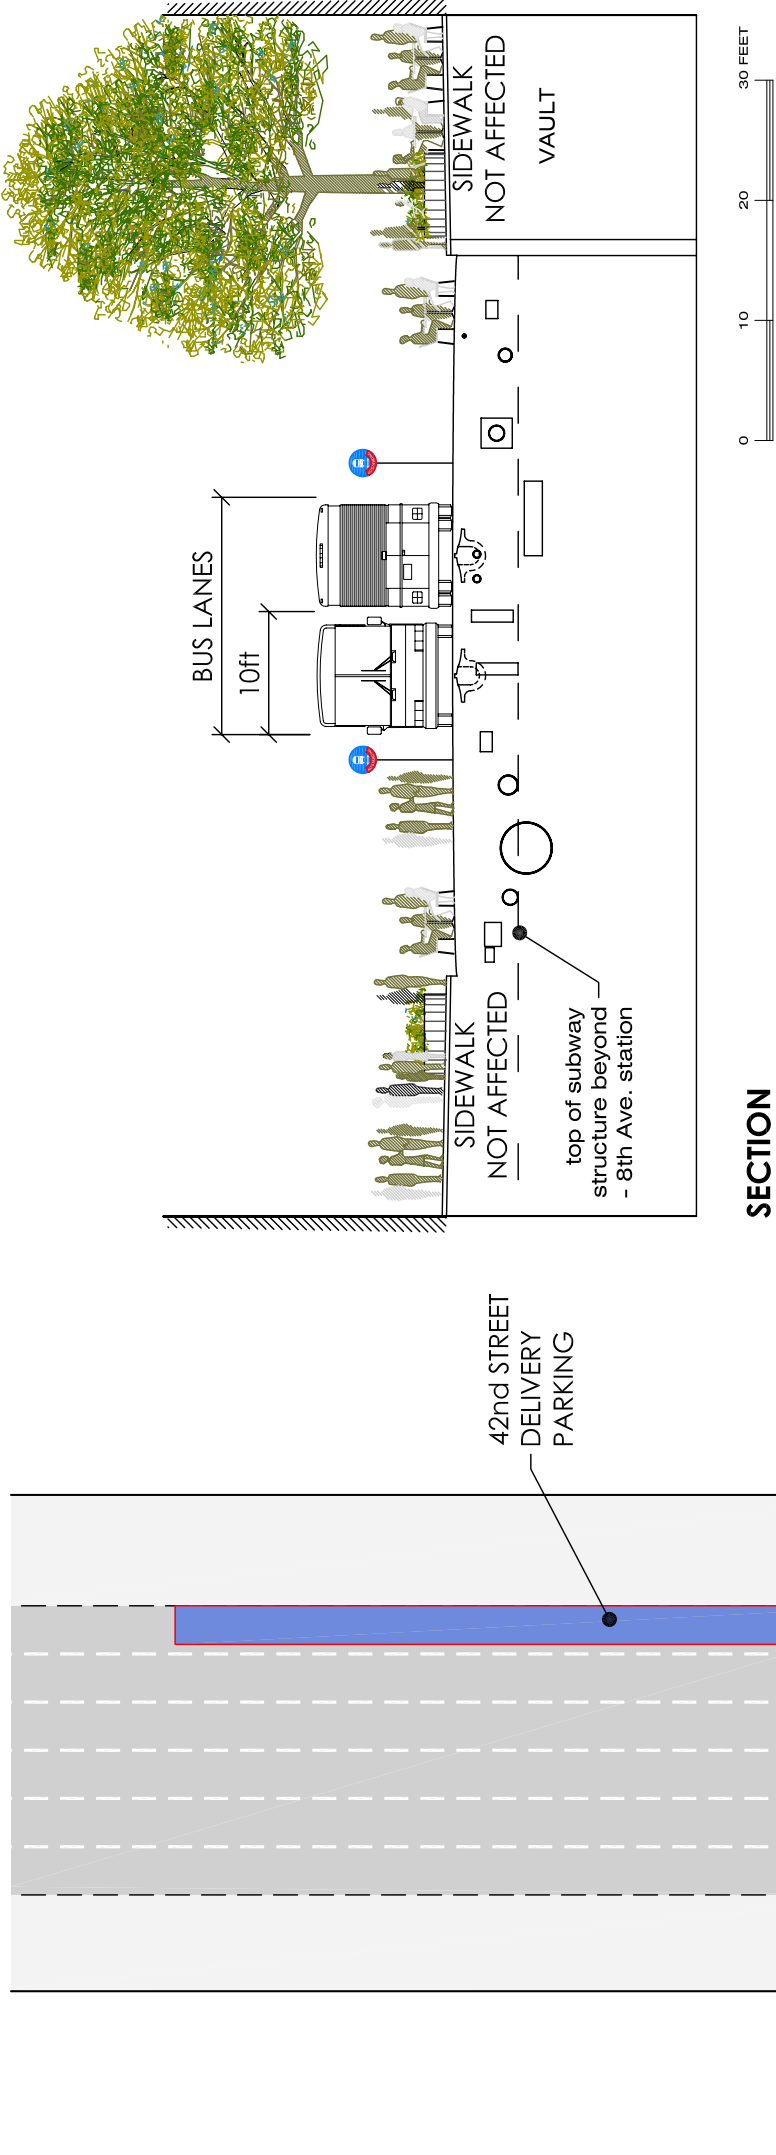 BUS LANES
10ft
SIDEWALK
NOT AFFECTED
top of subway
structure beyond
- 8th Ave. station
SIDEWALK
NOT AFFECTED
VAULT
SECTION
0 10 20 30 FEET
42nd STREET
DELIVERY
PARKING